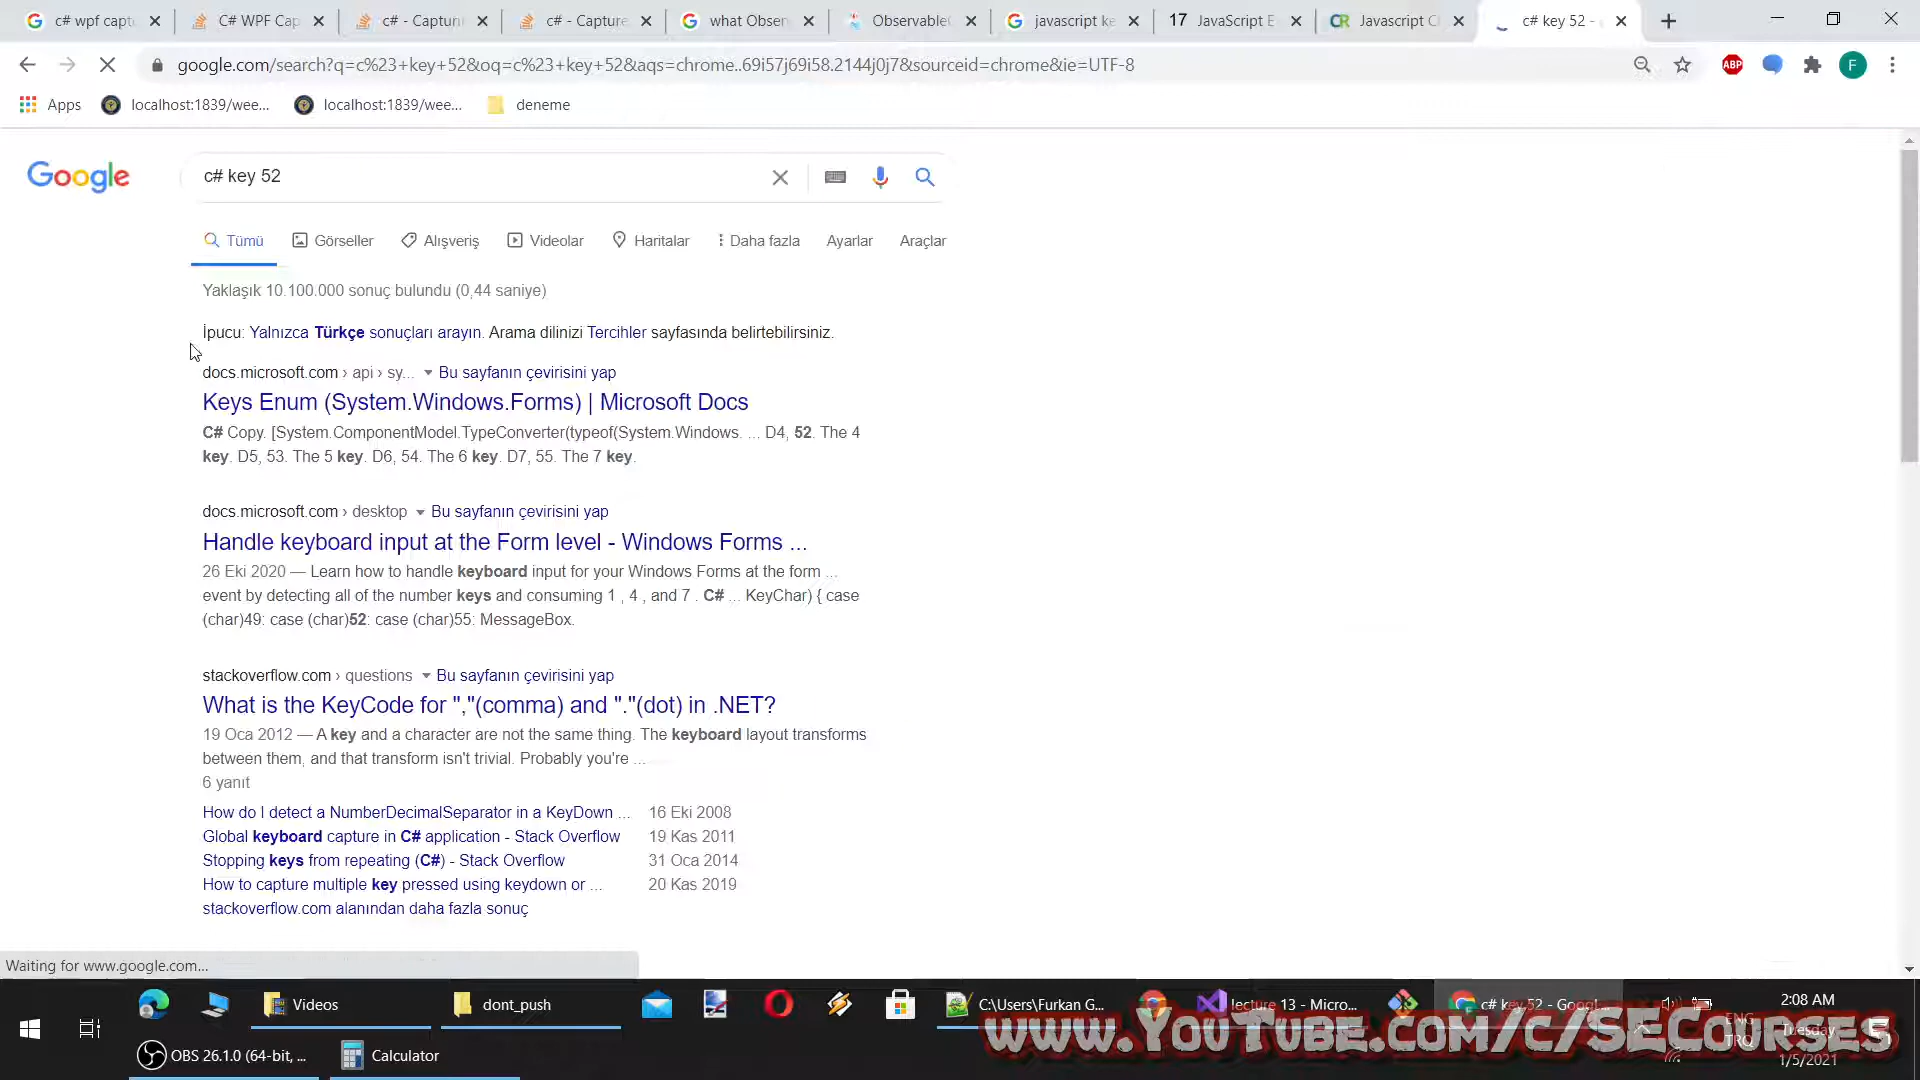 c# wpf captu
C# WPF Cap
c# - Capturi
c# - Capture
what Obser
Observable
javascript ke
17 JavaScript E
CR Javascript C
c# key 52 -
google.com/search?q=c%23+key+52&oq=c%23+key+52&aqs=chrome..69i57j69i58.2144j0j7&sourceid=chrome&ie=UTF-8
ABP
F
Apps
localhost:1839/wee...
localhost:1839/wee...
deneme
Google
c# key 52
Tümü
Görseller
Alışveriş
Videolar
Haritalar
Daha fazla
Ayarlar
Araçlar
Yaklaşık 10.100.000 sonuç bulundu (0,44 saniye)
İpucu: Yalnızca Türkçe sonuçları arayın. Arama dilinizi Tercihler sayfasında belirtebilirsiniz.
docs.microsoft.com › api › sy... Bu sayfanın çevirisini yap
Keys Enum (System.Windows.Forms) | Microsoft Docs
C# Copy. [System.ComponentModel.TypeConverter(typeof(System.Windows. ... D4, 52. The 4
key. D5, 53. The 5 key. D6, 54. The 6 key. D7, 55. The 7 key.
docs.microsoft.com › desktop Bu sayfanın çevirisini yap
Handle keyboard input at the Form level - Windows Forms ...
26 Eki 2020 — Learn how to handle keyboard input for your Windows Forms at the form ...
event by detecting all of the number keys and consuming 1 , 4 , and 7 . C# ... KeyChar) { case
(char)49: case (char)52: case (char)55: MessageBox.
stackoverflow.com › questions Bu sayfanın çevirisini yap
What is the KeyCode for ","(comma) and "."(dot) in .NET?
19 Oca 2012 — A key and a character are not the same thing. The keyboard layout transforms
between them, and that transform isn't trivial. Probably you're ...
6 yanıt
How do I detect a NumberDecimalSeparator in a KeyDown ... 16 Eki 2008
Global keyboard capture in C# application - Stack Overflow 19 Kas 2011
Stopping keys from repeating (C#) - Stack Overflow 31 Oca 2014
How to capture multiple key pressed using keydown or ... 20 Kas 2019
stackoverflow.com alanından daha fazla sonuç
Waiting for www.google.com...
Videos
dont_push
C:\Users\Furkan G...
lecture 13 - Micro...
c# key 52 - Googl...
2:08 AM
ENG
Tuesday
TRQ
1/5/2021
www.YouTube.com/c/SECourses
OBS 26.1.0 (64-bit, ...
Calculator